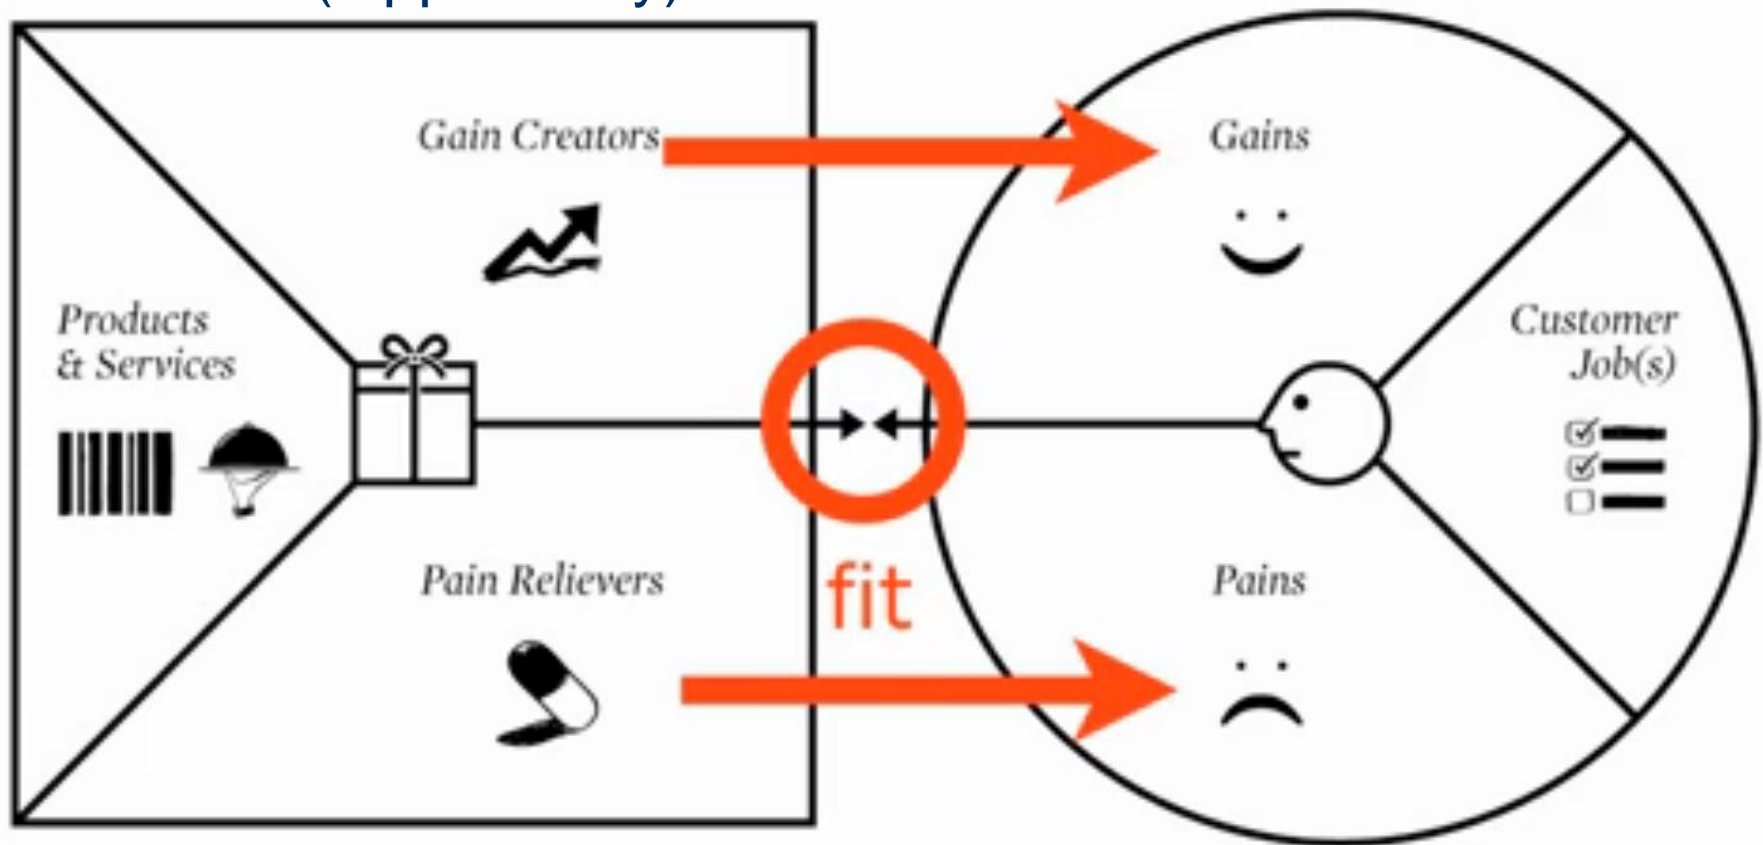 Gain Creators
Gains
Products
& Services
Customer
Job(s)
Pain Relievers
fit
Pains